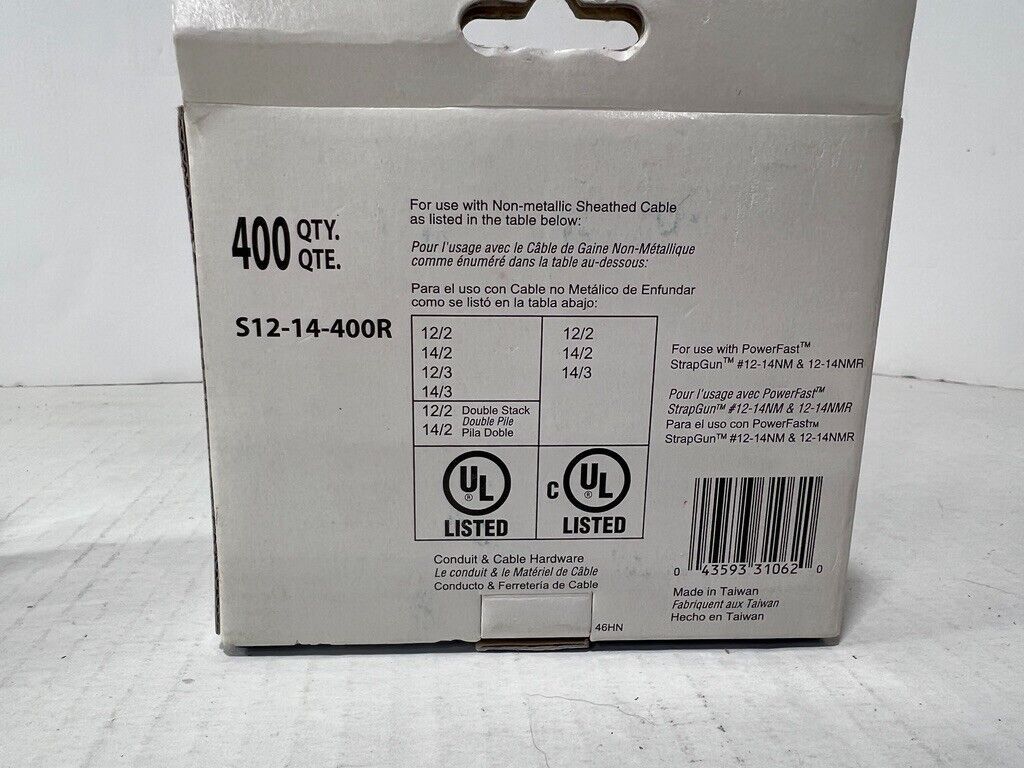 400 QTY.
QTE.
S12-14-400R
For use with Non-metallic Sheathed Cable
as listed in the table below:
Pour l'usage avec le Câble de Gaine Non-Métallique
comme énuméré dans la table au-dessous:
Para el uso con Cable no Metálico de Enfundar
como se listó en la tabla abajo:
12/2
14/2
12/3
14/3
12/2 Double Stack
Double Pile
14/2 Pila Doble
12/2
14/2
14/3
UL
®
LISTED
C UL
®
LISTED
For use with PowerFast™
StrapGun™ #12-14NM & 12-14NMR
Pour l'usage avec PowerFast™
StrapGun™ #12-14NM & 12-14NMR
Para el uso con PowerFast™
StrapGun™ #12-14NM & 12-14NMR
Conduit & Cable Hardware
Le conduit & le Matériel de Câble
Conducto & Ferretería de Cable
46HN
0 43593 31062 0
Made in Taiwan
Fabriquent aux Taiwan
Hecho en Taiwan